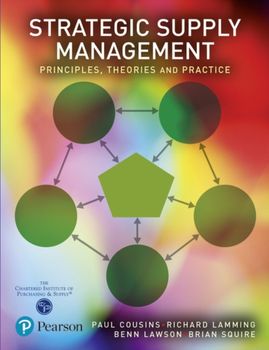 STRATEGIC SUPPLY
MANAGEMENT
PRINCIPLES, THEORIES AND PRACTICE
THE
CHARTERED INSTITUTE OF
PURCHASING & SUPPLY®
Pearson
PAUL COUSINS • RICHARD LAMMING
BENN LAWSON • BRIAN SQUIRE